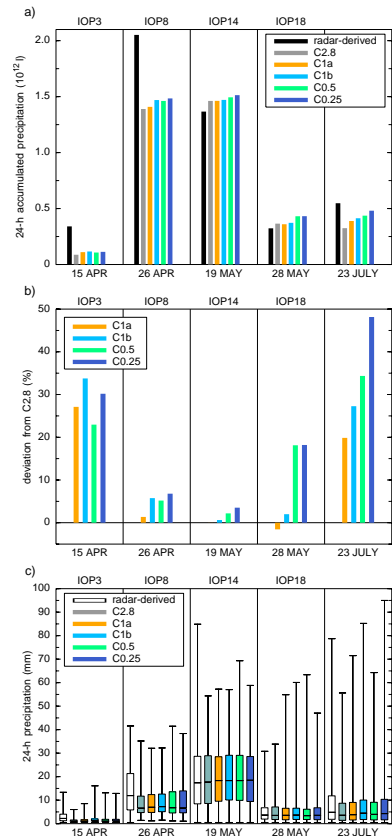 a)
IOP3 IOP8 IOP14 IOP18
2.0
1.5
1.0
0.5
0
24-h accumulated precipitation (10¹² l)
radar-derived
C2.8
C1a
C1b
C0.5
C0.25
15 APR 26 APR 19 MAY 28 MAY 23 JULY
b)
IOP3 IOP8 IOP14 IOP18
50
40
30
20
10
0
deviation from C2.8 (%)
C1a
C1b
C0.5
C0.25
15 APR 26 APR 19 MAY 28 MAY 23 JULY
c)
IOP3 IOP8 IOP14 IOP18
100
90
80
70
60
50
40
30
20
10
0
24-h precipitation (mm)
radar-derived
C2.8
C1a
C1b
C0.5
C0.25
15 APR 26 APR 19 MAY 28 MAY 23 JULY